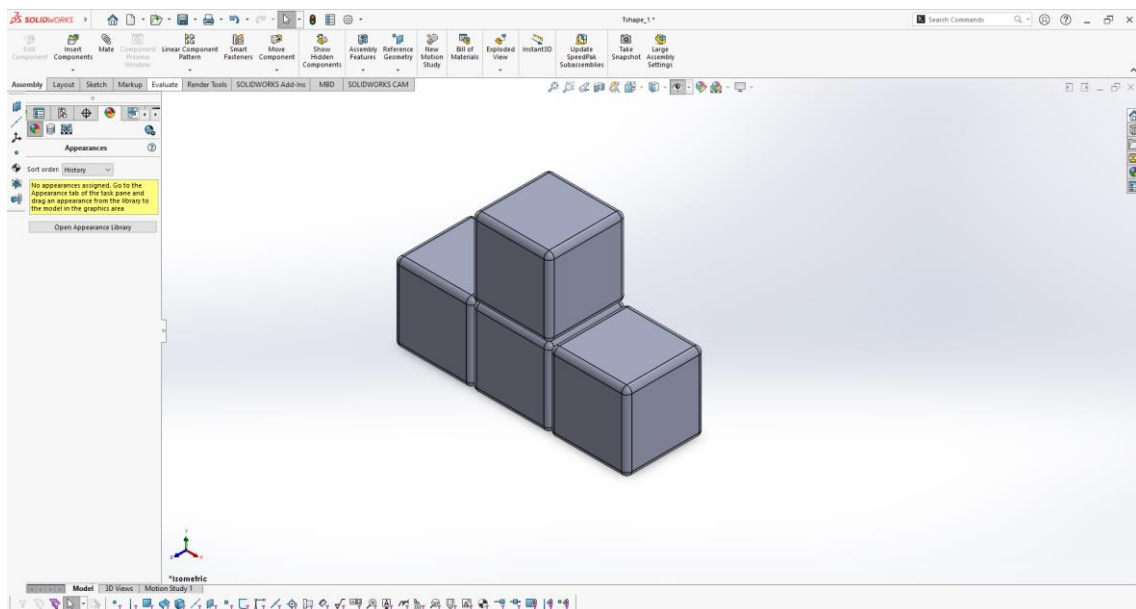 SOLIDWORKS
Tshape_1 *
Search Commands
Edit Component
Insert Components
Mate
Component Preview Window
Linear Component Pattern
Smart Fasteners
Move Component
Show Hidden Components
Assembly Features
Reference Geometry
New Motion Study
Bill of Materials
Exploded View
Instant3D
Update SpeedPak Subassemblies
Take Snapshot
Large Assembly Settings
Assembly Layout Sketch Markup Evaluate Render Tools SOLIDWORKS Add-Ins MBD SOLIDWORKS CAM
Appearances
Sort order: History
No appearances assigned. Go to the
Appearance tab of the task pane and
drag an appearance from the library to
the model in the graphics area
Open Appearance Library
*Isometric
Model 3D Views Motion Study 1